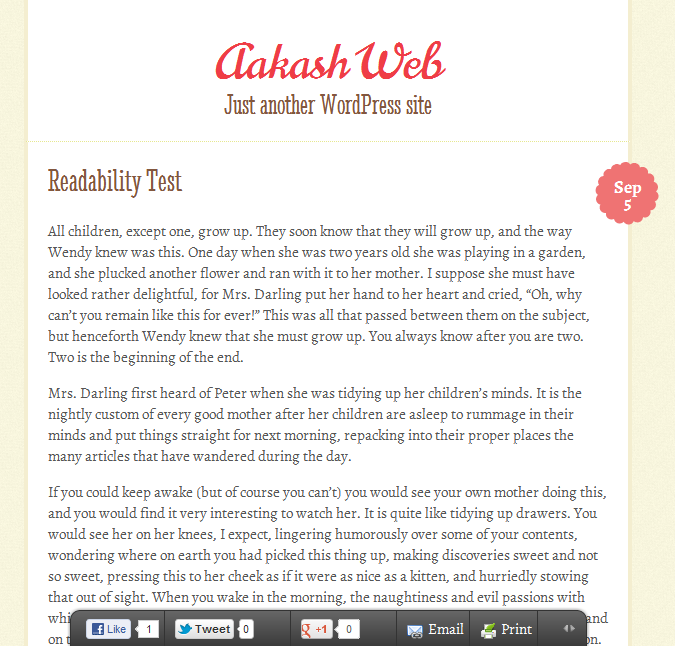 Aakash Web
Just another WordPress site
Readability Test
Sep
5
All children, except one, grow up. They soon know that they will grow up, and the way
Wendy knew was this. One day when she was two years old she was playing in a garden,
and she plucked another flower and ran with it to her mother. I suppose she must have
looked rather delightful, for Mrs. Darling put her hand to her heart and cried, “Oh, why
can’t you remain like this for ever!” This was all that passed between them on the subject,
but henceforth Wendy knew that she must grow up. You always know after you are two.
Two is the beginning of the end.
Mrs. Darling first heard of Peter when she was tidying up her children’s minds. It is the
nightly custom of every good mother after her children are asleep to rummage in their
minds and put things straight for next morning, repacking into their proper places the
many articles that have wandered during the day.
If you could keep awake (but of course you can’t) you would see your own mother doing this,
and you would find it very interesting to watch her. It is quite like tidying up drawers. You
would see her on her knees, I expect, lingering humorously over some of your contents,
wondering where on earth you had picked this thing up, making discoveries sweet and not
so sweet, pressing this to her cheek as if it were as nice as a kitten, and hurriedly stowing
that out of sight. When you wake in the morning, the naughtiness and evil passions with
and
on
Like 1 Tweet 0 +1 0 Email Print